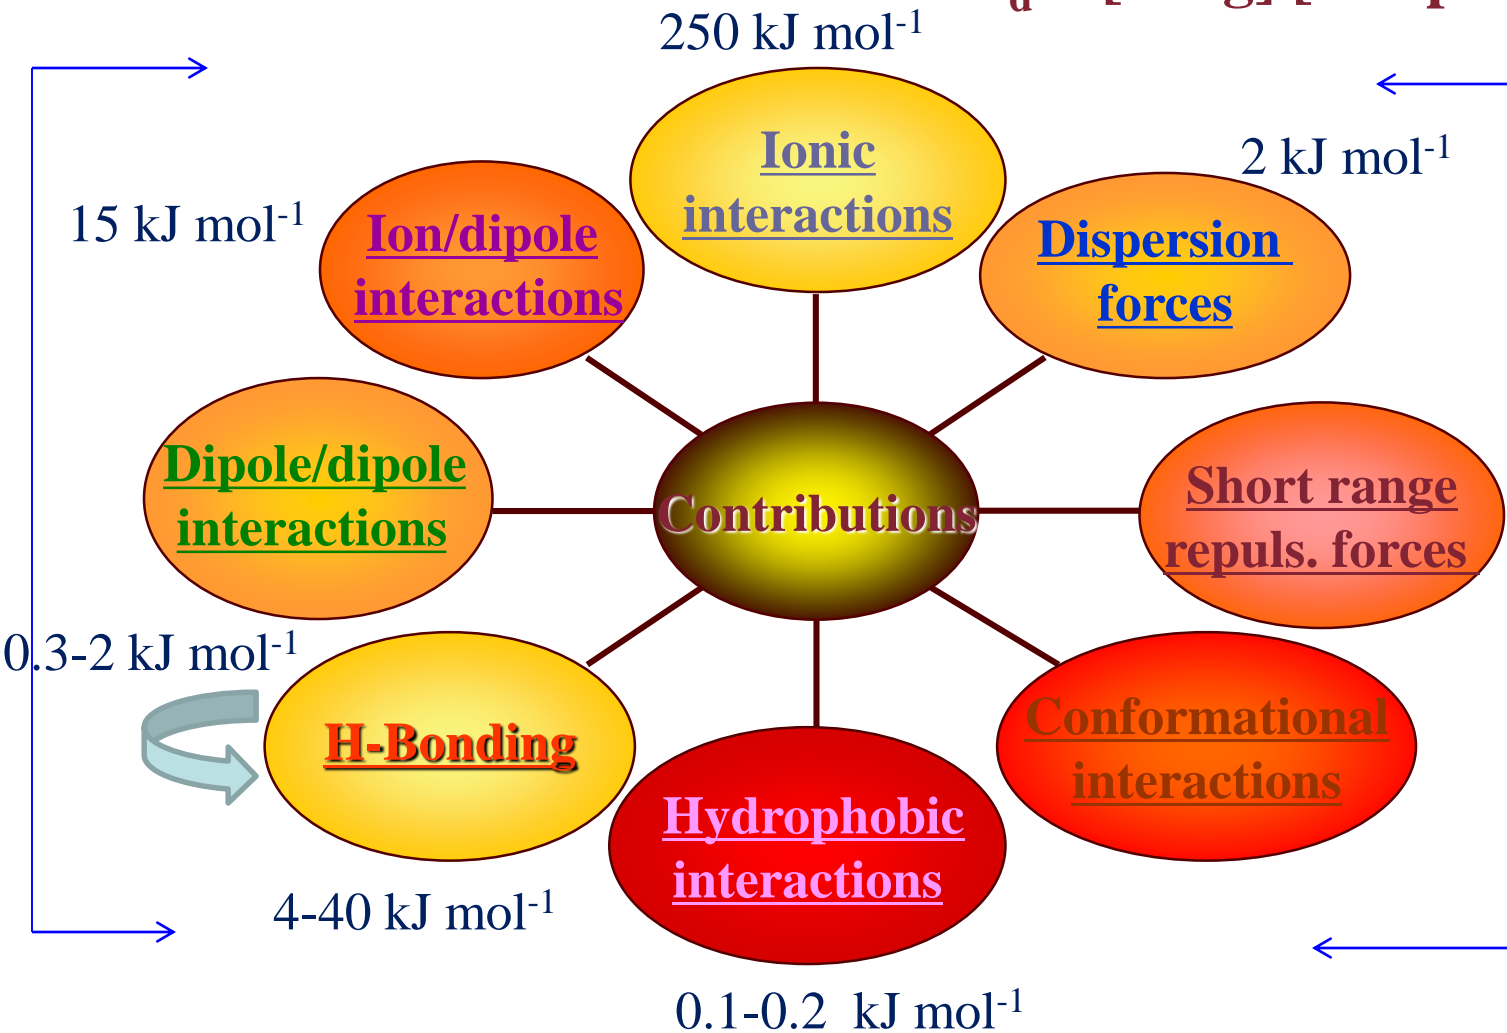 250 kJ mol⁻¹
2 kJ mol⁻¹
15 kJ mol⁻¹
Ionic
interactions
Ion/dipole
interactions
Dispersion
forces
Dipole/dipole
interactions
Contributions
Short range
repuls. forces
0.3-2 kJ mol⁻¹
H-Bonding
Conformational
interactions
Hydrophobic
interactions
4-40 kJ mol⁻¹
0.1-0.2 kJ mol⁻¹